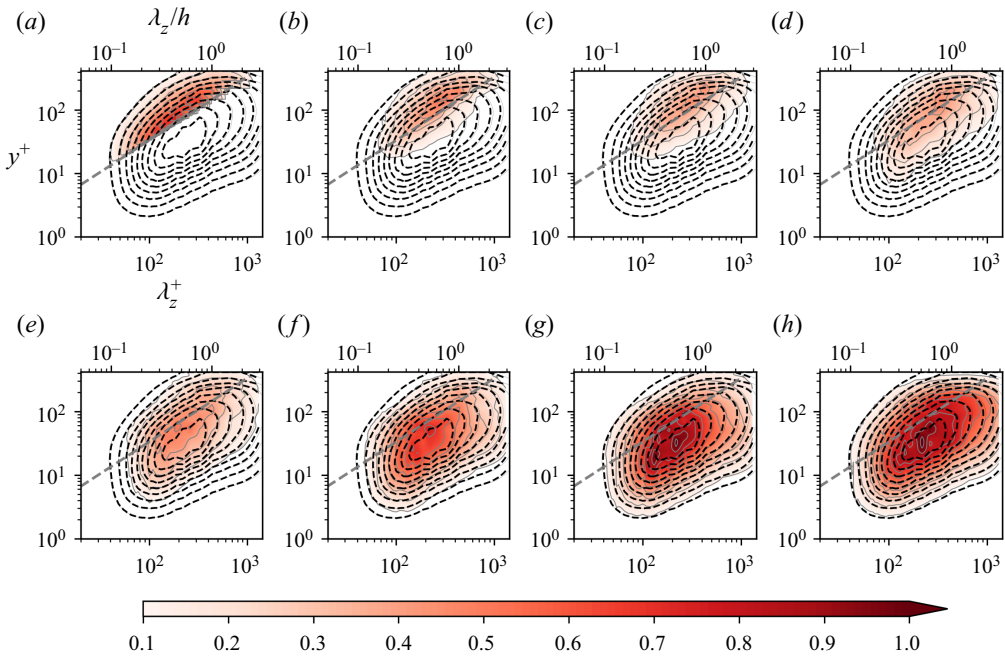 (a) λz/h (b) (c) (d)
10⁻¹ 10⁰ 10⁻¹ 10⁰ 10⁻¹ 10⁰ 10⁻¹ 10⁰
10² 10² 10² 10²
y⁺
10¹ 10¹ 10¹ 10¹
10⁰ 10⁰ 10⁰ 10⁰
10² 10³ 10² 10³ 10² 10³ 10² 10³
λz⁺
(e) (f) (g) (h)
10⁻¹ 10⁰ 10⁻¹ 10⁰ 10⁻¹ 10⁰ 10⁻¹ 10⁰
10² 10² 10² 10²
10¹ 10¹ 10¹ 10¹
10⁰ 10⁰ 10⁰ 10⁰
10² 10³ 10² 10³ 10² 10³ 10² 10³
0.1 0.2 0.3 0.4 0.5 0.6 0.7 0.8 0.9 1.0